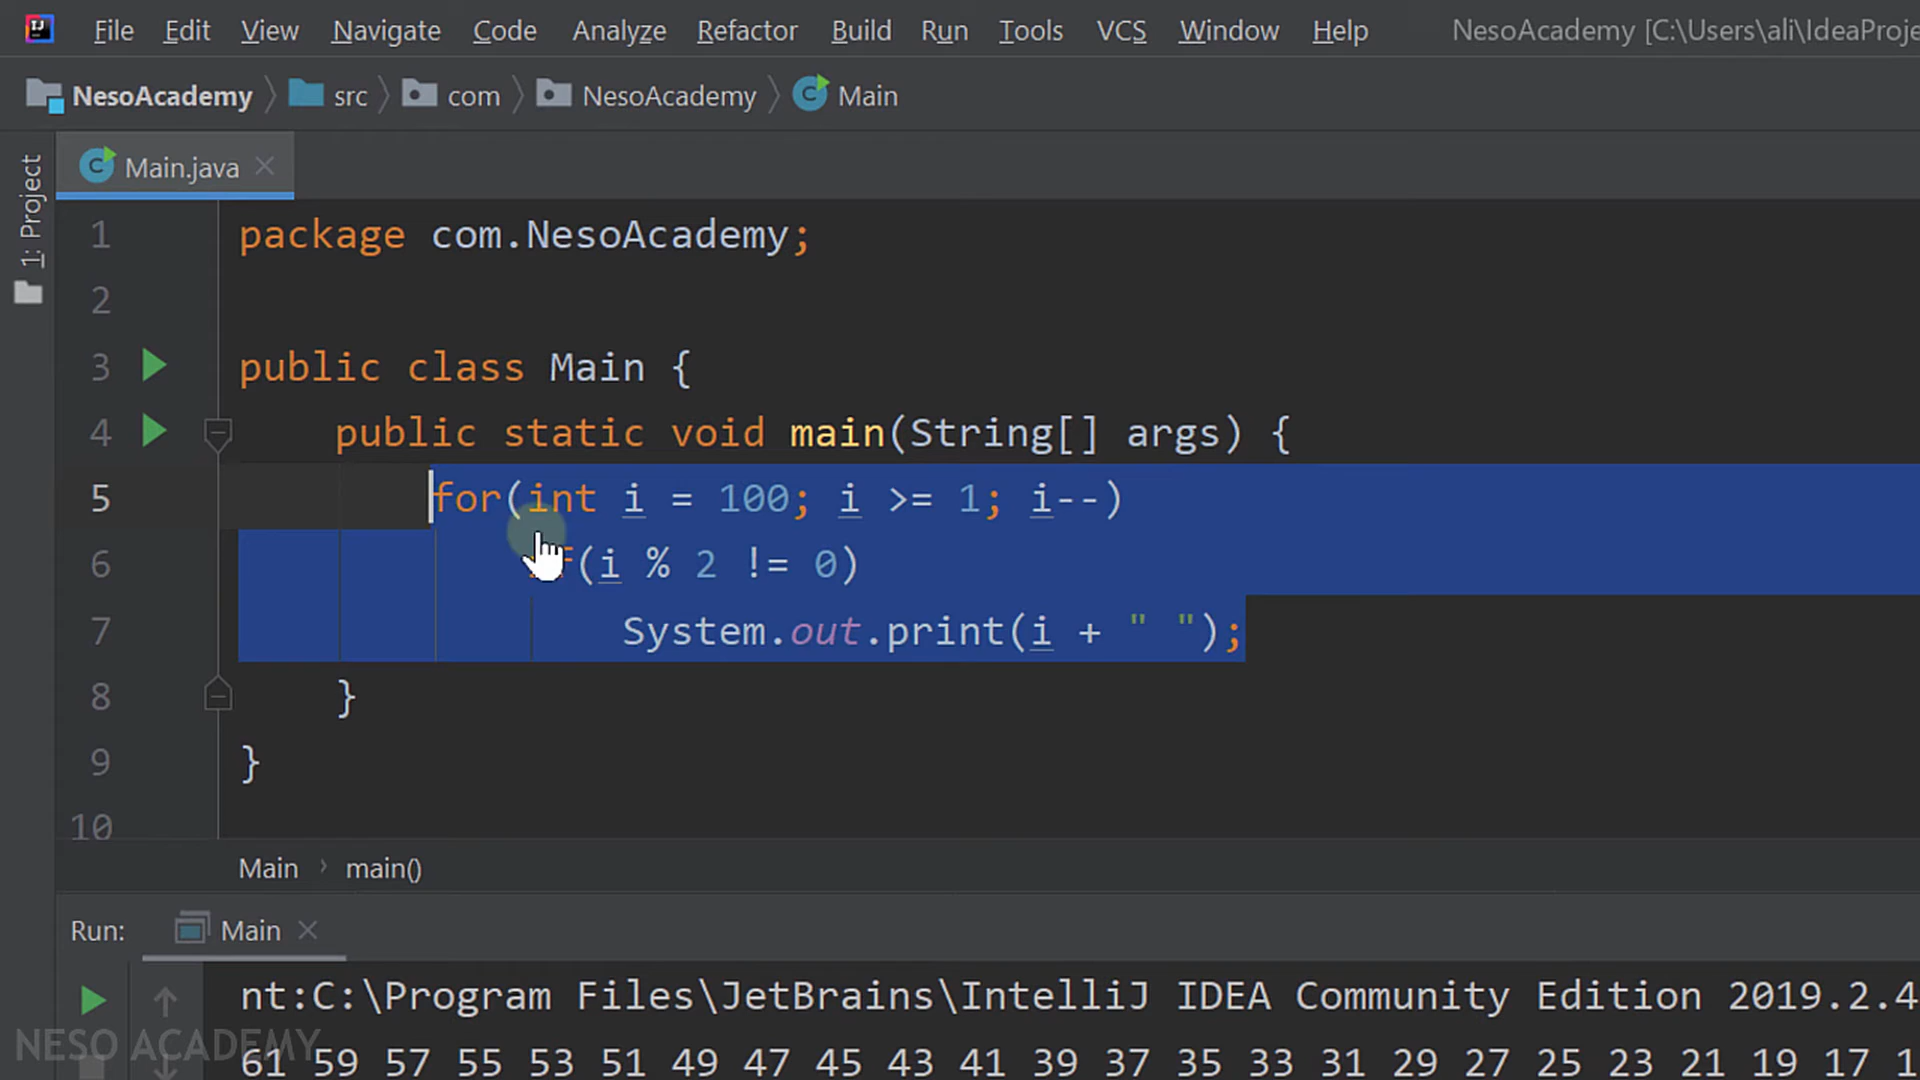 File Edit View Navigate Code Analyze Refactor Build Run Tools VCS Window Help NesoAcademy [C:\Users\ali\IdeaProje
NesoAcademy src com NesoAcademy Main
1: Project
Main.java
1 package com.NesoAcademy;
2
3 public class Main {
4 public static void main(String[] args) {
5 for(int i = 100; i >= 1; i--)
6 if(i % 2 != 0)
7 System.out.print(i + " ");
8 }
9 }
10
Main main()
Run: Main
nt:C:\Program Files\JetBrains\IntelliJ IDEA Community Edition 2019.2.4
61 59 57 55 53 51 49 47 45 43 41 39 37 35 33 31 29 27 25 23 21 19 17 1
NESO ACADEMY